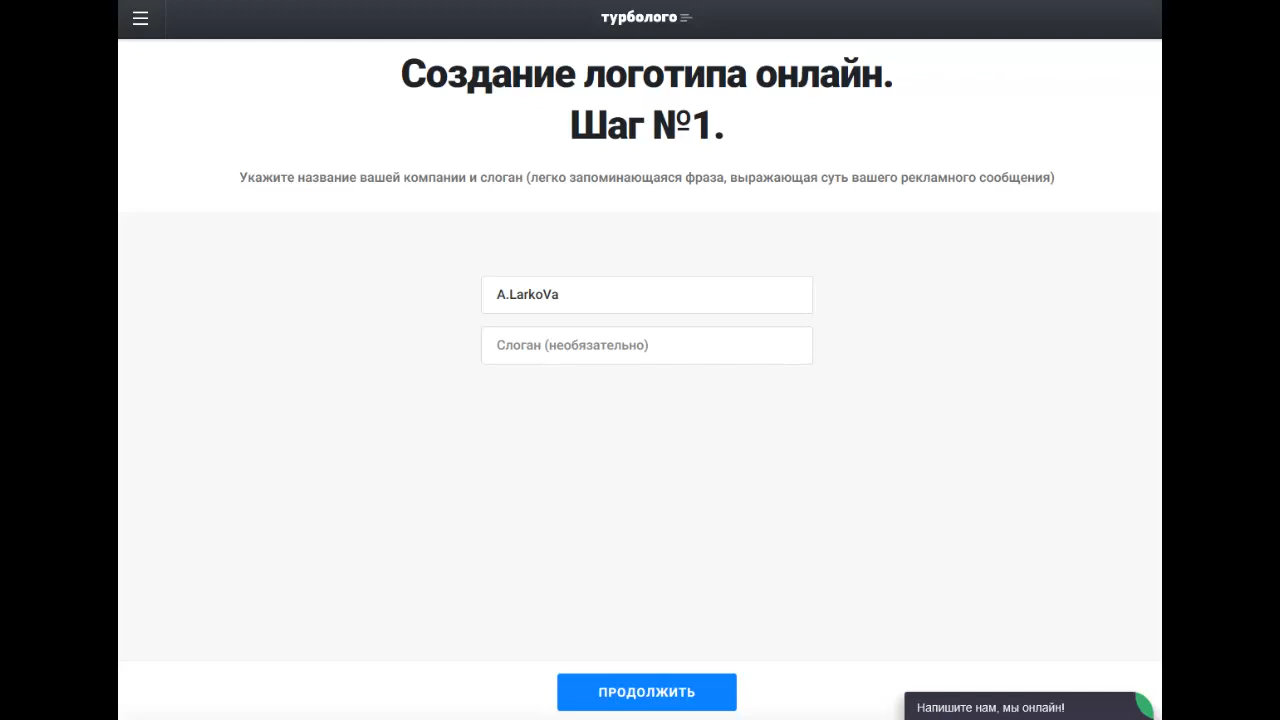 турболого
Создание логотипа онлайн.
Шаг №1.
Укажите название вашей компании и слоган (легко запоминающаяся фраза, выражающая суть вашего рекламного сообщения)
A.LarkoVa
Слоган (необязательно)
ПРОДОЛЖИТЬ
Напишите нам, мы онлайн!